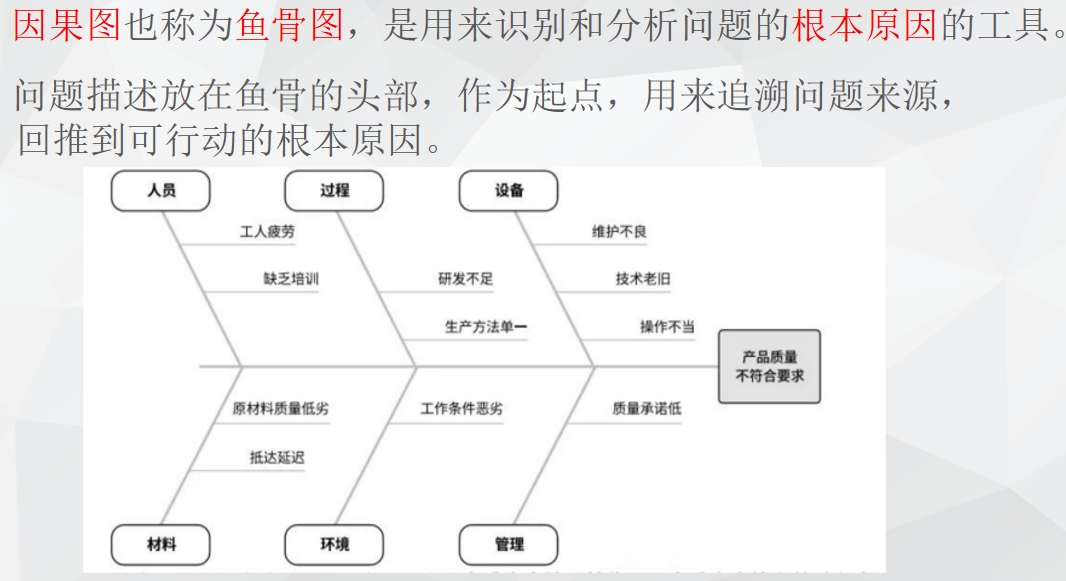 因果图也称为鱼骨图，是用来识别和分析问题的根本原因的工具。
问题描述放在鱼骨的头部，作为起点，用来追溯问题来源，
回推到可行动的根本原因。
人员
过程
设备
工人疲劳
维护不良
缺乏培训
研发不足
技术老旧
生产方法单一
操作不当
产品质量
不符合要求
原材料质量低劣
工作条件恶劣
质量承诺低
抵达延迟
材料
环境
管理